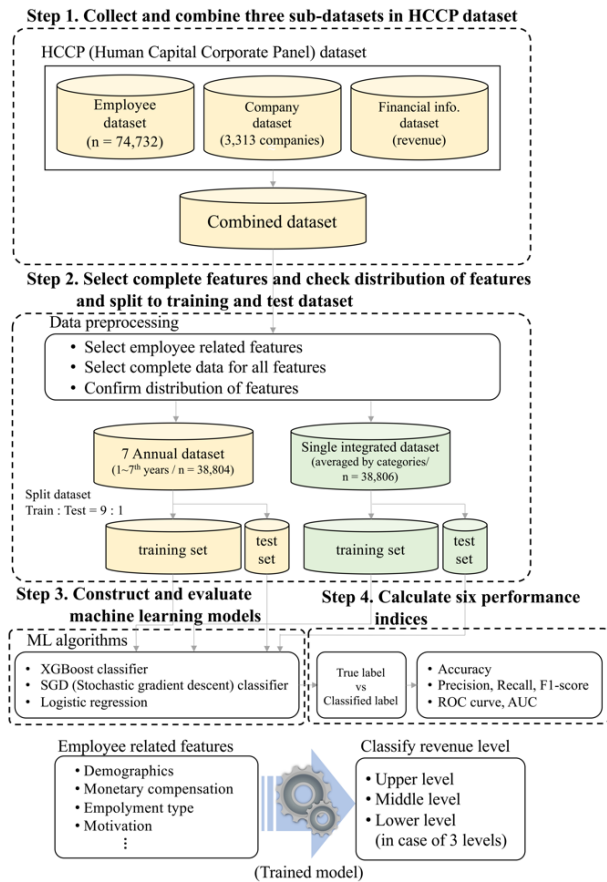 Step 1. Collect and combine three sub-datasets in HCCP dataset
HCCP (Human Capital Corporate Panel) dataset
Employee
dataset
(n = 74,732)
Company
dataset
(3,313 companies)
Financial info.
dataset
(revenue)
Combined dataset
Step 2. Select complete features and check distribution of features
and split to training and test dataset
Data preprocessing
• Select employee related features
• Select complete data for all features
• Confirm distribution of features
7 Annual dataset
(1~7th years / n = 38,804)
Single integrated dataset
(averaged by categories/
n = 38,806)
Split dataset
Train : Test = 9 : 1
training set
test
set
training set
test
set
Step 3. Construct and evaluate
machine learning models
Step 4. Calculate six performance
indices
ML algorithms
• XGBoost classifier
• SGD (Stochastic gradient descent) classifier
• Logistic regression
True label
vs
Classified label
• Accuracy
• Precision, Recall, F1-score
• ROC curve, AUC
Employee related features
• Demographics
• Monetary compensation
• Empolyment type
• Motivation
⋮
(Trained model)
Classify revenue level
• Upper level
• Middle level
• Lower level
(in case of 3 levels)